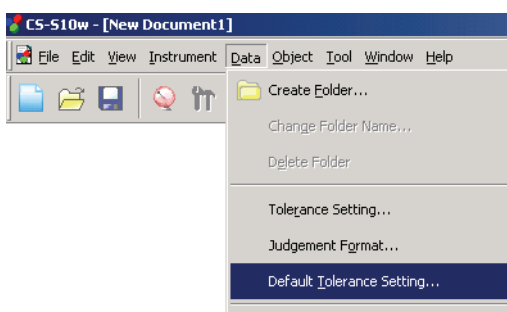 CS-S10w - [New Document1]
File Edit View Instrument Data Object Tool Window Help
Create Folder...
Change Folder Name...
Delete Folder
Tolerance Setting...
Judgement Format...
Default Tolerance Setting...